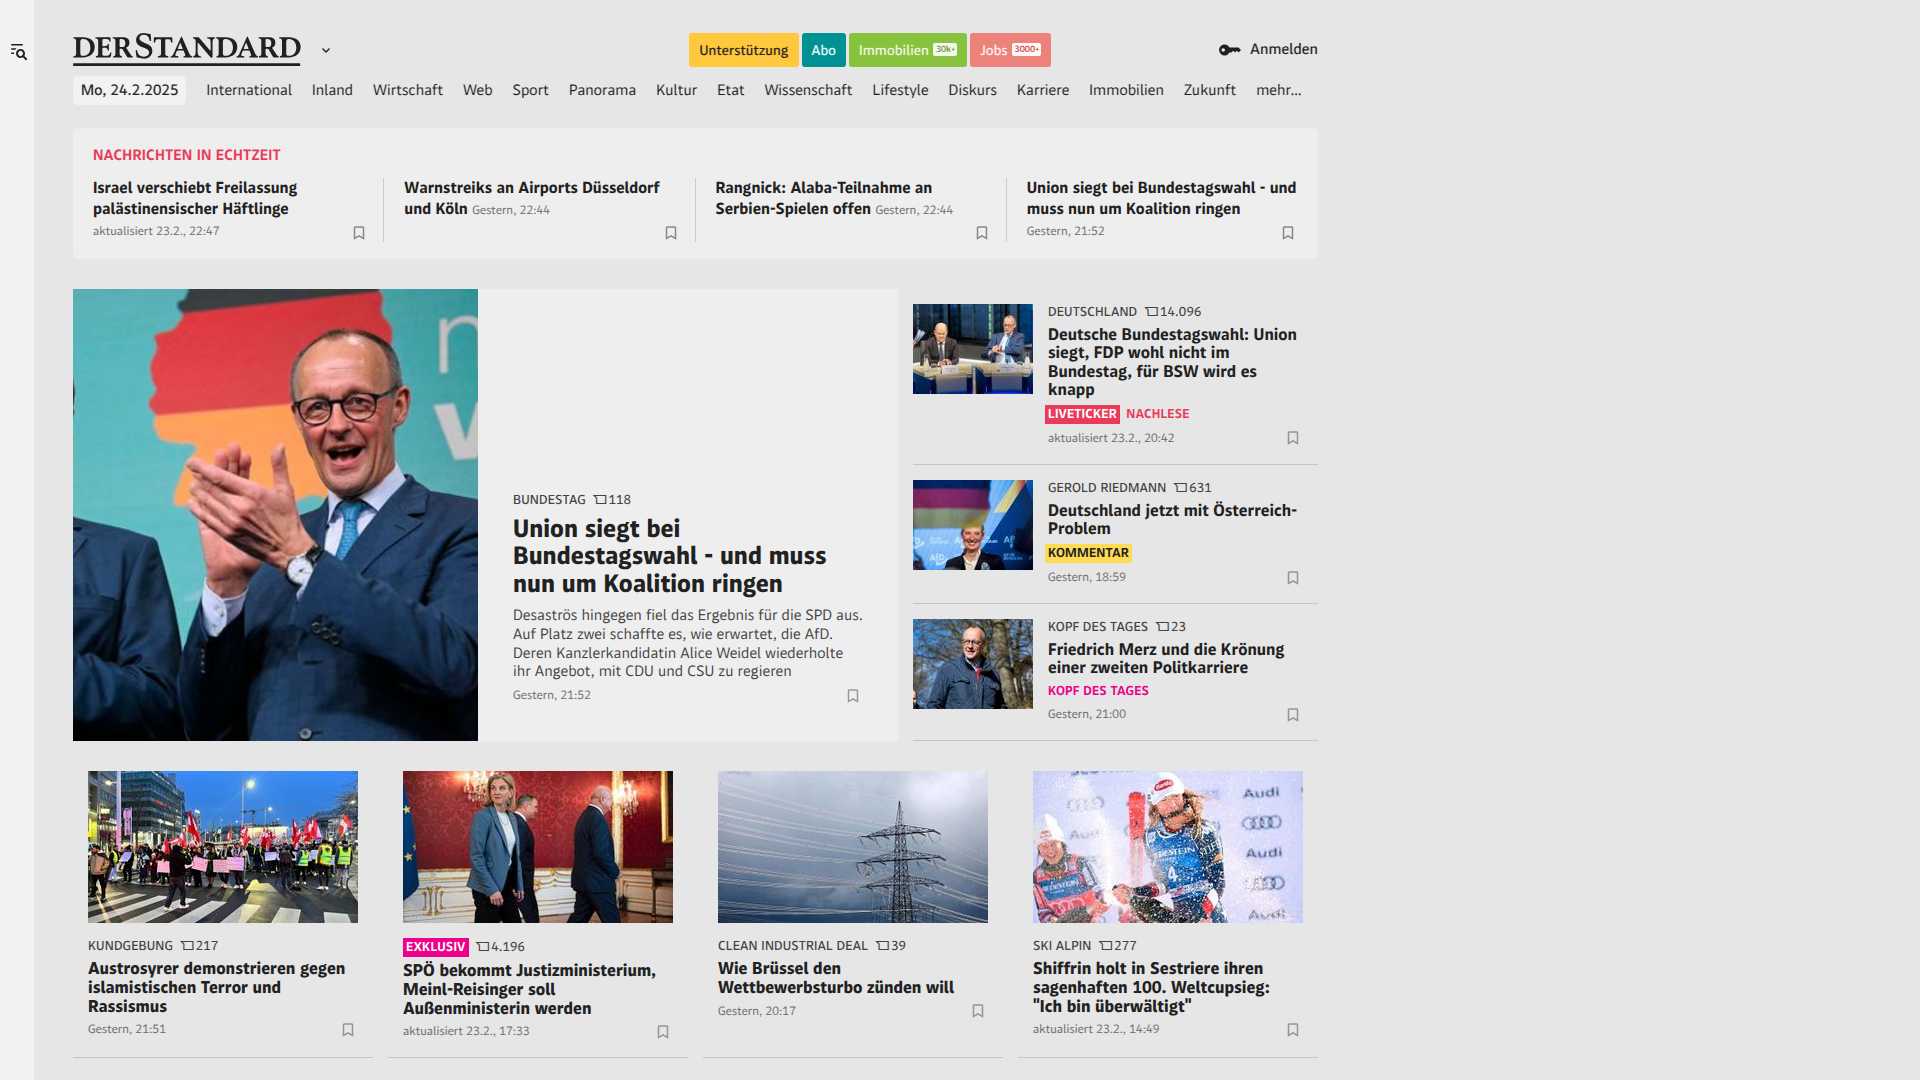 DERSTANDARD
Unterstützung
Abo
Immobilien 30k+
Jobs 3000+
Anmelden
Mo, 24.2.2025
International
Inland
Wirtschaft
Web
Sport
Panorama
Kultur
Etat
Wissenschaft
Lifestyle
Diskurs
Karriere
Immobilien
Zukunft
mehr...
NACHRICHTEN IN ECHTZEIT
Israel verschiebt Freilassung
palästinensischer Häftlinge
aktualisiert 23.2., 22:47
Warnstreiks an Airports Düsseldorf
und Köln Gestern, 22:44
Rangnick: Alaba-Teilnahme an
Serbien-Spielen offen Gestern, 22:44
Union siegt bei Bundestagswahl - und
muss nun um Koalition ringen
Gestern, 21:52
BUNDESTAG 118
Union siegt bei
Bundestagswahl - und muss
nun um Koalition ringen
Desaströs hingegen fiel das Ergebnis für die SPD aus.
Auf Platz zwei schaffte es, wie erwartet, die AfD.
Deren Kanzlerkandidatin Alice Weidel wiederholte
ihr Angebot, mit CDU und CSU zu regieren
Gestern, 21:52
DEUTSCHLAND 14.096
Deutsche Bundestagswahl: Union
siegt, FDP wohl nicht im
Bundestag, für BSW wird es
knapp
LIVETICKER NACHLESE
aktualisiert 23.2., 20:42
GEROLD RIEDMANN 631
Deutschland jetzt mit Österreich-
Problem
KOMMENTAR
Gestern, 18:59
KOPF DES TAGES 23
Friedrich Merz und die Krönung
einer zweiten Politkarriere
KOPF DES TAGES
Gestern, 21:00
KUNDGEBUNG 217
Austrosyrer demonstrieren gegen
islamistischen Terror und
Rassismus
Gestern, 21:51
EXKLUSIV 4.196
SPÖ bekommt Justizministerium,
Meinl-Reisinger soll
Außenministerin werden
aktualisiert 23.2., 17:33
CLEAN INDUSTRIAL DEAL 39
Wie Brüssel den
Wettbewerbsturbo zünden will
Gestern, 20:17
Audi
Audi
4
SKI ALPIN 277
Shiffrin holt in Sestriere ihren
sagenhaften 100. Weltcupsieg:
"Ich bin überwältigt"
aktualisiert 23.2., 14:49